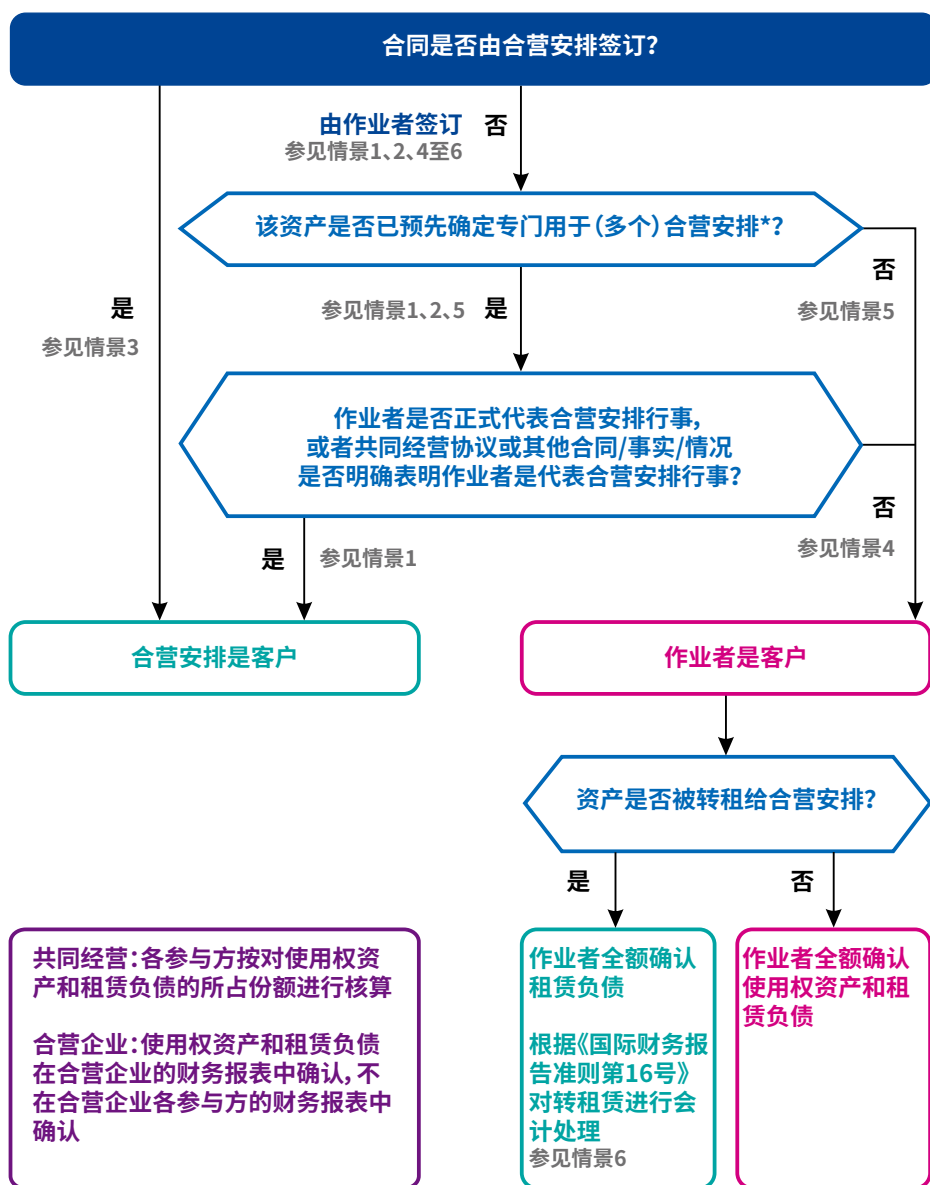 合同是否由合营安排签订？
由作业者签订 否
参见情景1、2、4至6
该资产是否已预先确定专门用于（多个）合营安排*？
否
参见情景5
参见情景1、2、5 是
是
参见情景3
作业者是否正式代表合营安排行事，
或者共同经营协议或其他合同/事实/情况
是否明确表明作业者是代表合营安排行事？
否
参见情景4
是 参见情景1
合营安排是客户
作业者是客户
资产是否被转租给合营安排？
是
否
共同经营：各参与方按对使用权资
产和租赁负债的所占份额进行核算
合营企业：使用权资产和租赁负债
在合营企业的财务报表中确认，不
在合营企业各参与方的财务报表中
确认
作业者全额确认
租赁负债
根据《国际财务报
告准则第16号》
对转租赁进行会
计处理
参见情景6
作业者全额确认
使用权资产和租
赁负债